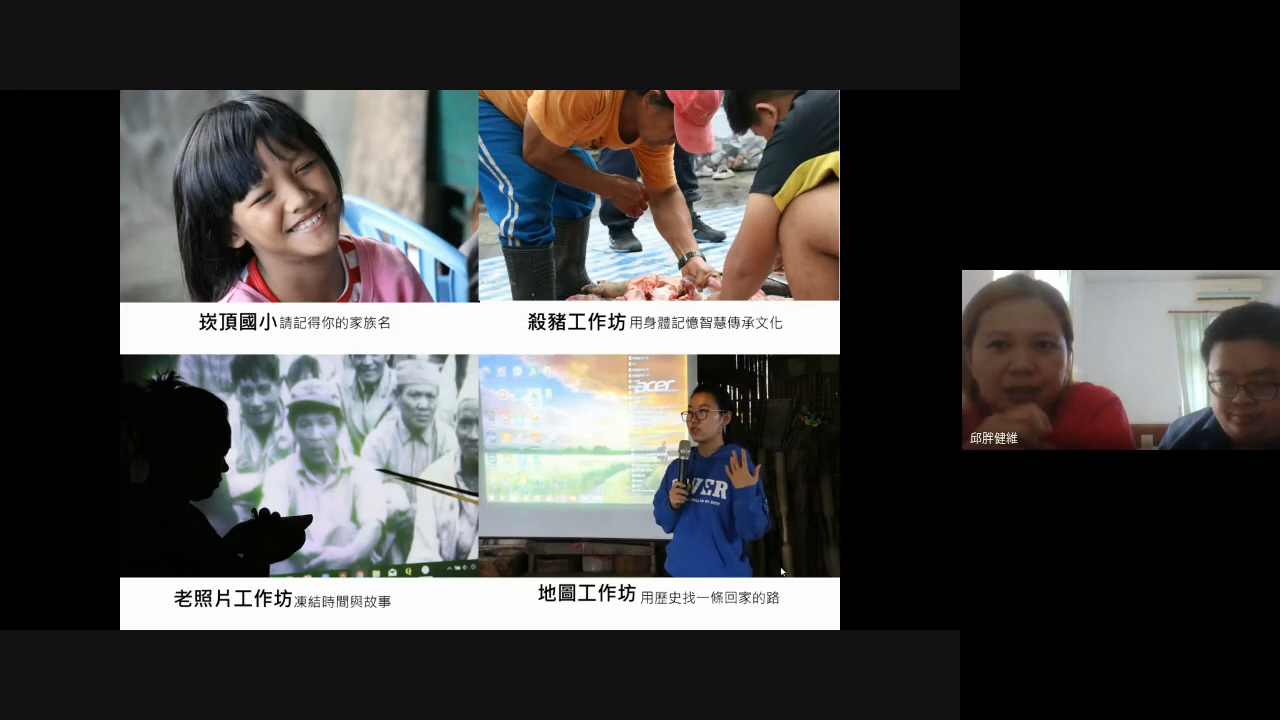 崁頂國小請記得你的家族名
殺豬工作坊用身體記憶智慧傳承文化
acer
老照片工作坊凍結時間與故事
地圖工作坊 用歷史找一條回家的路
邱胖健維